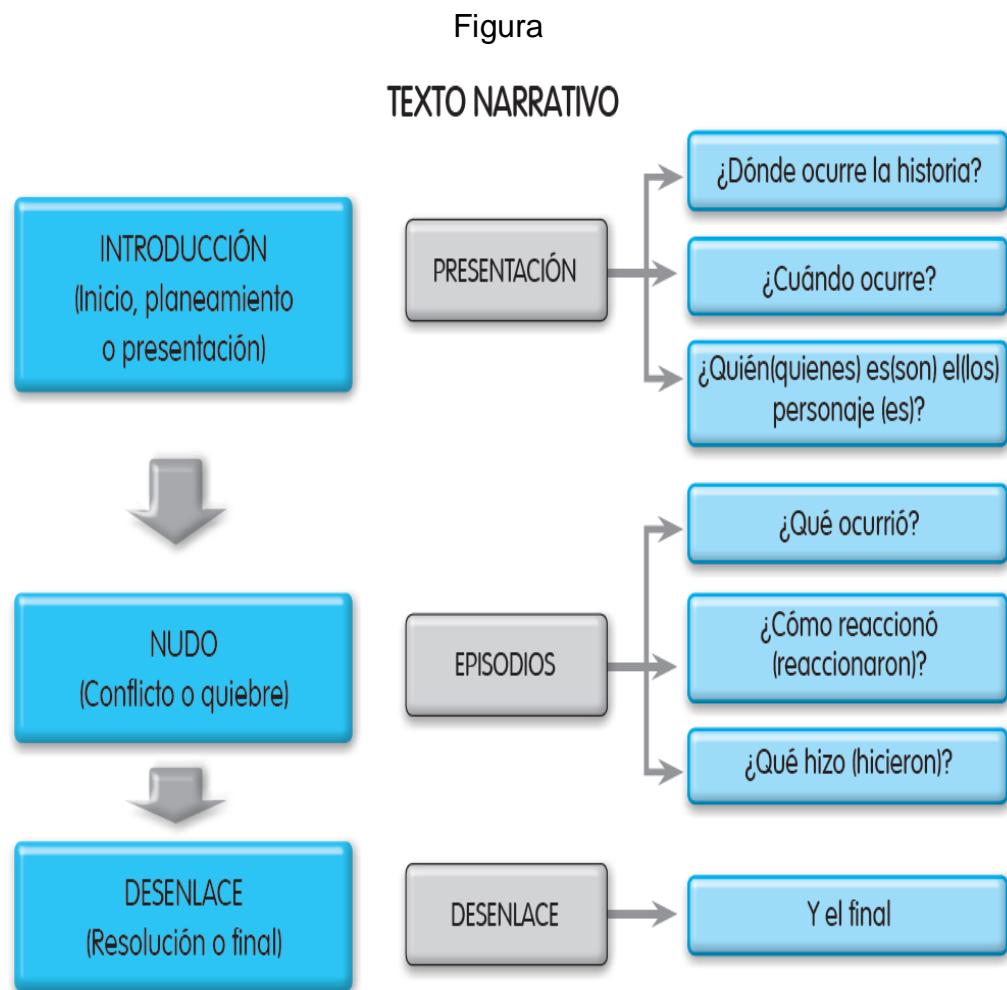 Figura
TEXTO NARRATIVO
INTRODUCCIÓN
(Inicio, planeamiento
o presentación)
PRESENTACIÓN
¿Dónde ocurre la historia?
¿Cuándo ocurre?
¿Quién(quienes) es(son) el(los)
personaje (es)?
NUDO
(Conflicto o quiebre)
EPISODIOS
¿Qué ocurrió?
¿Cómo reaccionó
(reaccionaron)?
¿Qué hizo (hicieron)?
DESENLACE
(Resolución o final)
DESENLACE
Y el final